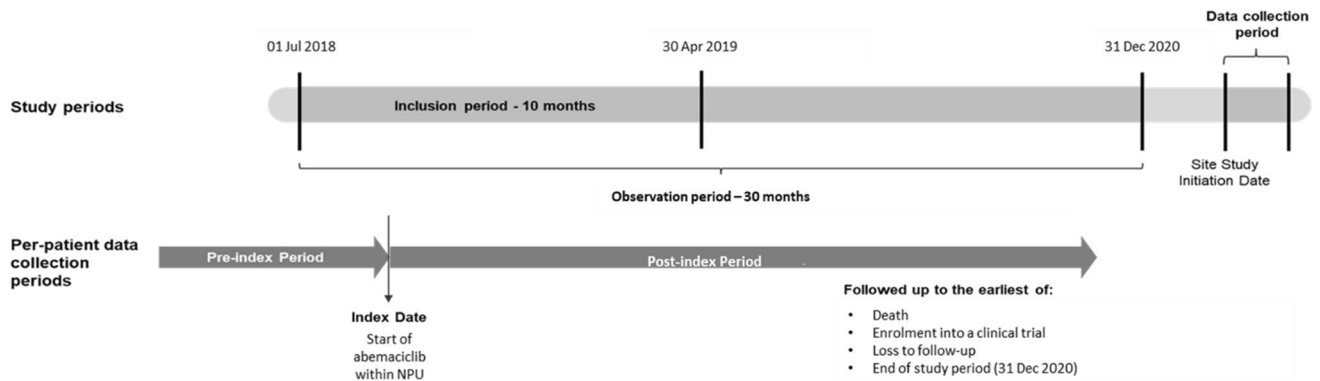 Data collection
period
01 Jul 2018
30 Apr 2019
31 Dec 2020
Study periods
Inclusion period - 10 months
Site Study
Initiation Date
Observation period – 30 months
Per-patient data
collection
periods
Pre-index Period
Post-index Period
Index Date
Start of
abemaciclib
within NPU
Followed up to the earliest of:
• Death
• Enrolment into a clinical trial
• Loss to follow-up
• End of study period (31 Dec 2020)